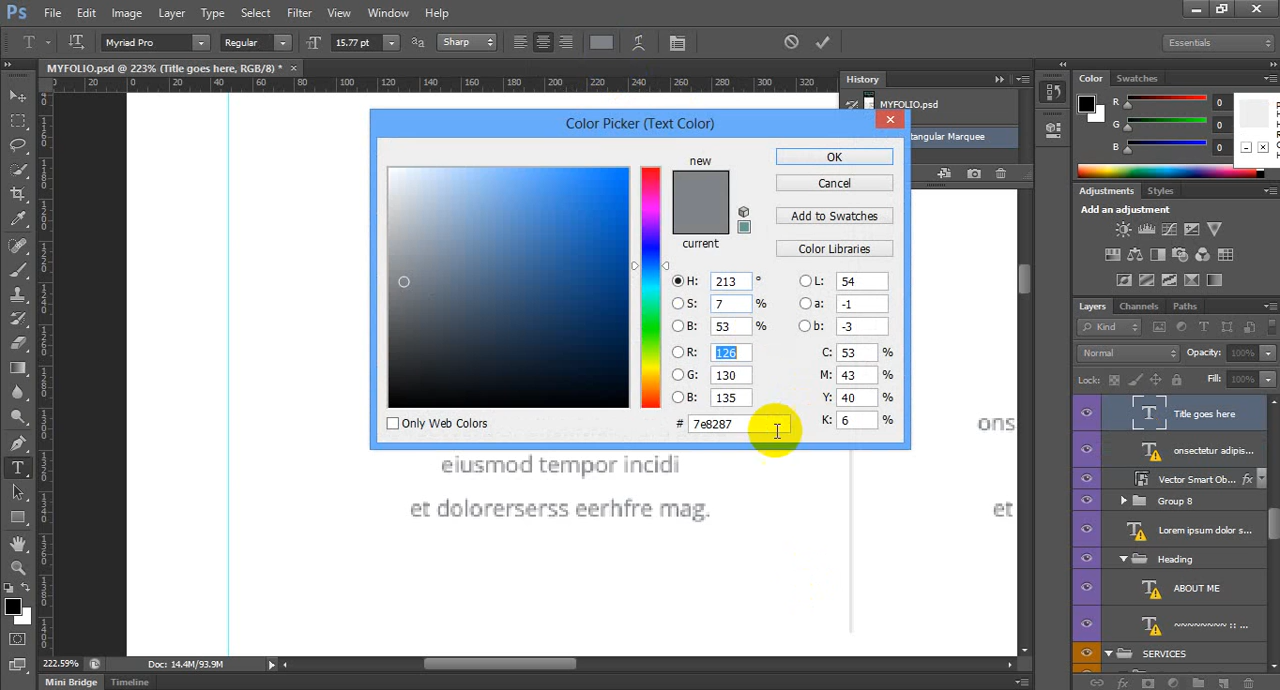 Ps File Edit Image Layer Type Select Filter View Window Help
Myriad Pro Regular 15.77 pt Sharp Essentials
MYFOLIO.psd @ 223% (Title goes here, RGB/8) *
20 0 20 40 60 80 100 120 140 160 180 200 220 240 260 280 300 320
History
MYFOLIO.psd
tangular Marquee
Color Picker (Text Color)
new
current
OK
Cancel
Add to Swatches
Color Libraries
H: 213 °
S: 7 %
B: 53 %
R: 126
G: 130
B: 135
L: 54
a: -1
b: -3
C: 53 %
M: 43 %
Y: 40 %
K: 6 %
Only Web Colors
# 7e8287
eiusmod tempor incidi
et dolorerserss eerhfre mag.
ons
et
Color Swatches
R 0
G 0
B 0
Adjustments Styles
Add an adjustment
Layers Channels Paths
Kind
Normal Opacity: 100%
Lock: Fill: 100%
Title goes here
onsectetur adipis...
Vector Smart Ob... fx
Group 8
Lorem ipsum dolor s...
Heading
ABOUT ME
~~~~~~~~ :: ...
SERVICES
222.59% Doc: 14.4M/93.9M
Mini Bridge Timeline